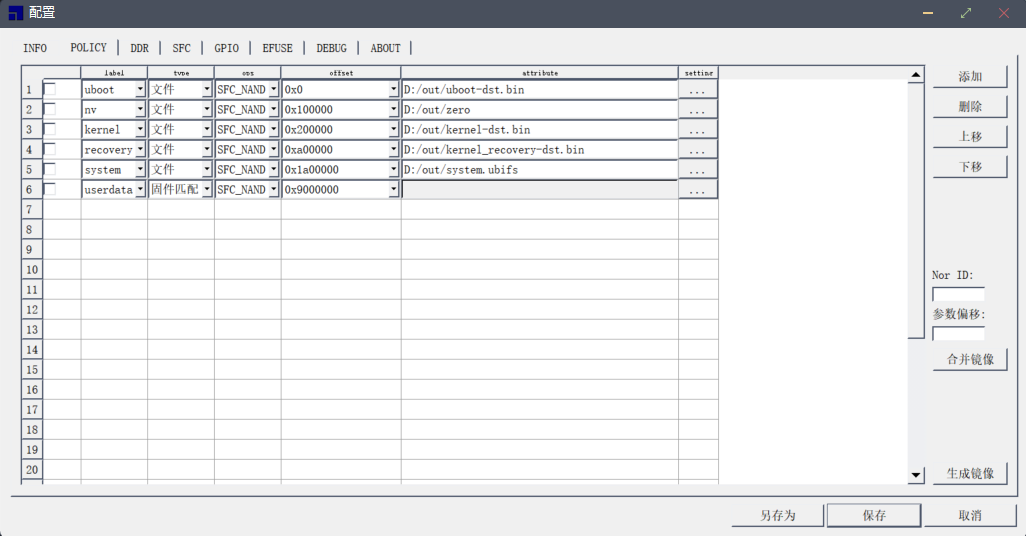 配置
INFO POLICY DDR SFC GPIO EFUSE DEBUG ABOUT
label type ops offset attribute setting
1 uboot 文件 SFC_NAND 0x0 D:/out/uboot-dst.bin ...
2 nv 文件 SFC_NAND 0x100000 D:/out/zero ...
3 kernel 文件 SFC_NAND 0x200000 D:/out/kernel-dst.bin ...
4 recovery 文件 SFC_NAND 0xa00000 D:/out/kernel_recovery-dst.bin ...
5 system 文件 SFC_NAND 0x1a00000 D:/out/system.ubifs ...
6 userdata 固件匹配 SFC_NAND 0x9000000 ...
7
8
9
10
11
12
13
14
15
16
17
18
19
20
添加
删除
上移
下移
Nor ID:
参数偏移:
合并镜像
生成镜像
另存为 保存 取消